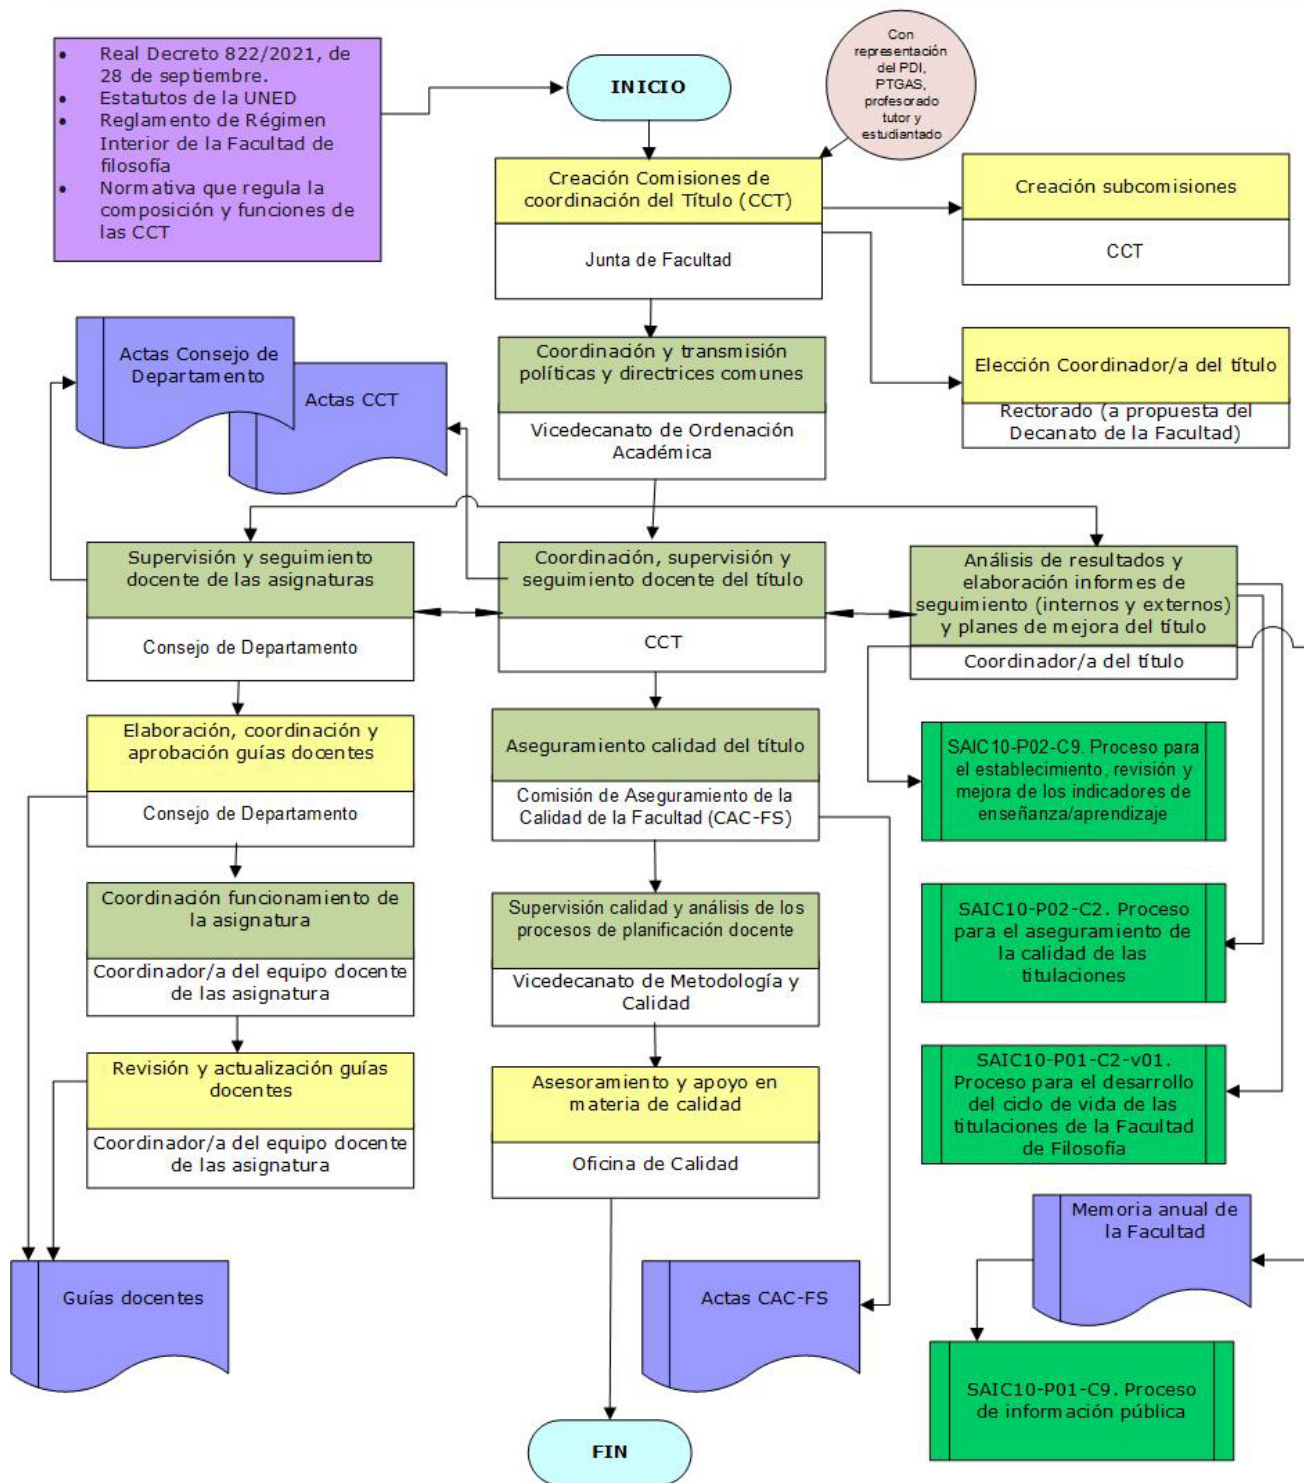 • Real Decreto 822/2021, de
28 de septiembre.
• Estatutos de la UNED
• Reglamento de Régimen
Interior de la Facultad de
filosofía
• Normativa que regula la
composición y funciones de
las CCT
INICIO
Con
representación
del PDI,
PTGAS,
profesorado
tutor y
estudiantado
Creación Comisiones de
coordinación del Título (CCT)
Junta de Facultad
Creación subcomisiones
CCT
Elección Coordinador/a del título
Rectorado (a propuesta del
Decanato de la Facultad)
Actas Consejo de
Departamento
Actas CCT
Coordinación y transmisión
políticas y directrices comunes
Vicedecanato de Ordenación
Académica
Supervisión y seguimiento
docente de las asignaturas
Consejo de Departamento
Coordinación, supervisión y
seguimiento docente del título
CCT
Análisis de resultados y
elaboración informes de
seguimiento (internos y externos)
y planes de mejora del título
Coordinador/a del título
Elaboración, coordinación y
aprobación guías docentes
Consejo de Departamento
Aseguramiento calidad del título
Comisión de Aseguramiento de la
Calidad de la Facultad (CAC-FS)
SAIC10-P02-C9. Proceso para
el establecimiento, revisión y
mejora de los indicadores de
enseñanza/aprendizaje
Coordinación funcionamiento de
la asignatura
Coordinador/a del equipo docente
de las asignatura
Supervisión calidad y análisis de los
procesos de planificación docente
Vicedecanato de Metodología y
Calidad
SAIC10-P02-C2. Proceso
para el aseguramiento de
la calidad de las
titulaciones
Revisión y actualización guías
docentes
Coordinador/a del equipo docente
de las asignatura
Asesoramiento y apoyo en
materia de calidad
Oficina de Calidad
SAIC10-P01-C2-v01.
Proceso para el desarrollo
del ciclo de vida de las
titulaciones de la Facultad
de Filosofía
Memoria anual de
la Facultad
Guías docentes
Actas CAC-FS
SAIC10-P01-C9. Proceso
de información pública
FIN